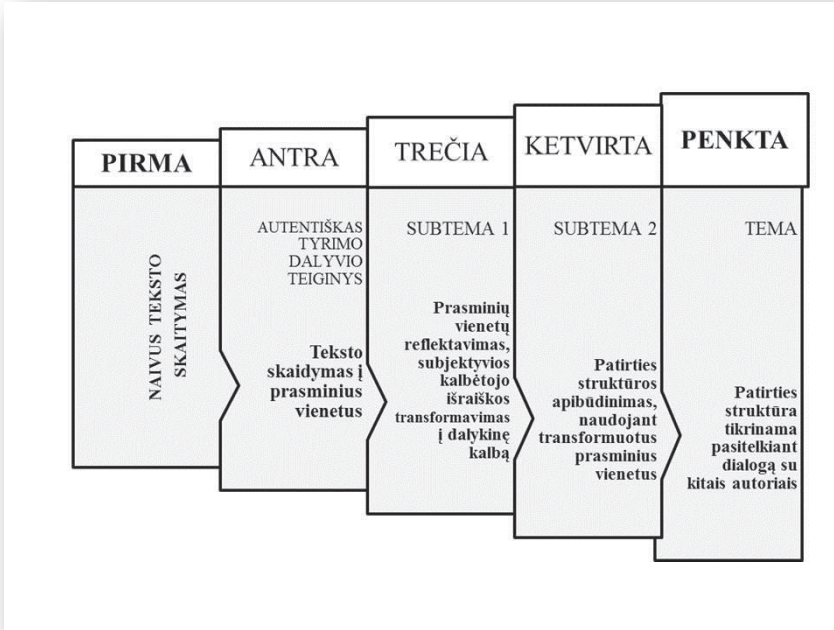 PIRMA
NAIVUS TEKSTO
SKAITYMAS
ANTRA
AUTENTIŠKAS
TYRIMO
DALYVIO
TEIGINYS
Teksto
skaidymas į
prasminius
vienetus
TREČIA
SUBTEMA 1
Prasminių
vienetų
reflektavimas,
subjektyvios
kalbėtojo
išraiškos
transformavimas
į dalykinę
kalbą
KETVIRTA
SUBTEMA 2
Patirties
struktūros
apibūdinimas,
naudojant
transformuotus
prasminius
vienetus
PENKTA
TEMA
Patirties
struktūra
tikrinama
pasitelkiant
dialogą su
kitais autoriais